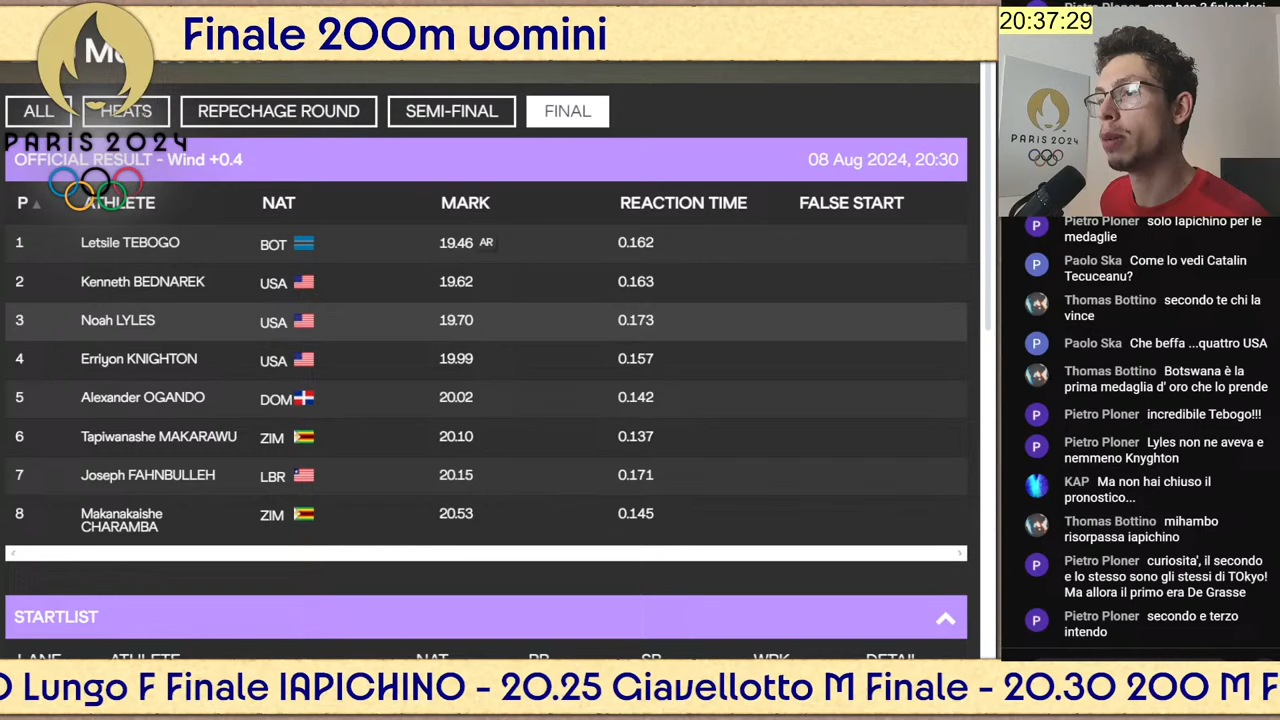 Finale 200m uomini
20:37:29
ALL HEATS REPECHAGE ROUND SEMI-FINAL FINAL
PARIS 2024
OFFICIAL RESULT - Wind +0.4 08 Aug 2024, 20:30
P ATHLETE NAT MARK REACTION TIME FALSE START
1 Letsile TEBOGO BOT 19.46 AR 0.162
2 Kenneth BEDNAREK USA 19.62 0.163
3 Noah LYLES USA 19.70 0.173
4 Erriyon KNIGHTON USA 19.99 0.157
5 Alexander OGANDO DOM 20.02 0.142
6 Tapiwanashe MAKARAWU ZIM 20.10 0.137
7 Joseph FAHNBULLEH LBR 20.15 0.171
8 Makanakaishe
CHARAMBA ZIM 20.53 0.145
STARTLIST
LANE ATHLETE NAT PB SB WRK DETAIL
PARIS 2024
P Pietro Ploner solo Iapichino per le
medaglie
P Paolo Ska Come lo vedi Catalin
Tecuceanu?
Thomas Bottino secondo te chi la
vince
P Paolo Ska Che beffa ...quattro USA
Thomas Bottino Botswana è la
prima medaglia d' oro che lo prende
P Pietro Ploner incredibile Tebogo!!!
P Pietro Ploner Lyles non ne aveva e
nemmeno Knyghton
KAP Ma non hai chiuso il
pronostico...
Thomas Bottino mihambo
risorpassa iapichino
P Pietro Ploner curiosita', il secondo
e lo stesso sono gli stessi di TOkyo!
Ma allora il primo era De Grasse
P Pietro Ploner secondo e terzo
intendo
O Lungo F Finale IAPICHINO - 20.25 Giavellotto M Finale - 20.30 200 M F